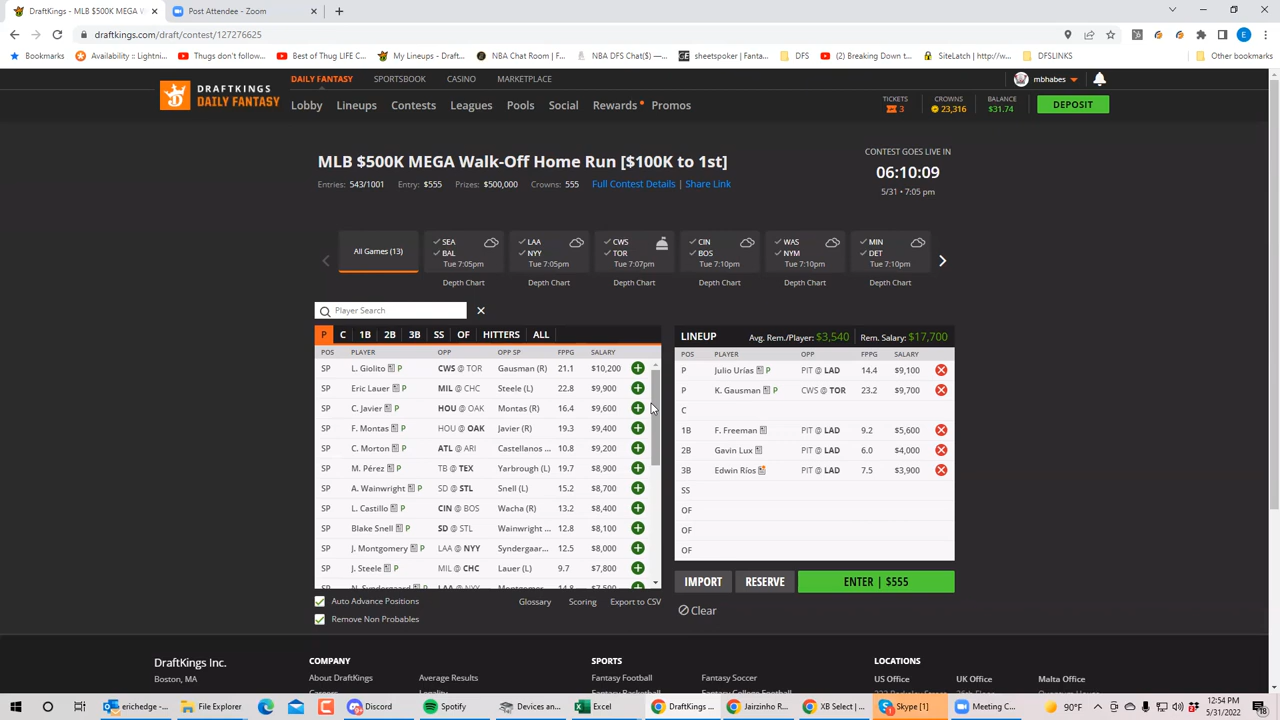 DraftKings - MLB $500K MEGA W
Post Attendee - Zoom
draftkings.com/draft/contest/127276625
Bookmarks
Availability :: Lightni...
Thugs don't follow t...
Best of Thug LIFE C...
My Lineups - Draft...
NBA Chat Room | A...
NBA DFS Chat($) —...
sheetspoker | Fanta...
DFS
(2) Breaking Down t...
SiteLatch | http://w...
DFSLINKS
Other bookmarks
DRAFTKINGS
DAILY FANTASY
DAILY FANTASY SPORTSBOOK CASINO MARKETPLACE
mbhabes
Lobby Lineups Contests Leagues Pools Social Rewards Promos
TICKETS
3
CROWNS
23,316
BALANCE
$31.74
DEPOSIT
MLB $500K MEGA Walk-Off Home Run [$100K to 1st]
Entries: 543/1001 Entry: $555 Prizes: $500,000 Crowns: 555 Full Contest Details | Share Link
CONTEST GOES LIVE IN
06:10:09
5/31 • 7:05 pm
All Games (13)
SEA
BAL
Tue 7:05pm
Depth Chart
LAA
NYY
Tue 7:05pm
Depth Chart
CWS
TOR
Tue 7:07pm
Depth Chart
CIN
BOS
Tue 7:10pm
Depth Chart
WAS
NYM
Tue 7:10pm
Depth Chart
MIN
DET
Tue 7:10pm
Depth Chart
Player Search
P C 1B 2B 3B SS OF HITTERS ALL
POS PLAYER OPP OPP SP FPPG SALARY
SP L. Giolito P CWS @ TOR Gausman (R) 21.1 $10,200
SP Eric Lauer P MIL @ CHC Steele (L) 22.8 $9,900
SP C. Javier P HOU @ OAK Montas (R) 16.4 $9,600
SP F. Montas P HOU @ OAK Javier (R) 19.3 $9,400
SP C. Morton P ATL @ ARI Castellanos ... 10.8 $9,200
SP M. Pérez P TB @ TEX Yarbrough (L) 19.7 $8,900
SP A. Wainwright P SD @ STL Snell (L) 15.2 $8,700
SP L. Castillo P CIN @ BOS Wacha (R) 13.2 $8,400
SP Blake Snell P SD @ STL Wainwright ... 12.8 $8,100
SP J. Montgomery P LAA @ NYY Syndergaar... 12.5 $8,000
SP J. Steele P MIL @ CHC Lauer (L) 9.7 $7,800
SP N. Syndergaard P LAA @ NYY Montgomer... 14.8 $7,500
LINEUP Avg. Rem./Player: $3,540 Rem. Salary: $17,700
POS PLAYER OPP FPPG SALARY
P Julio Urías P PIT @ LAD 14.4 $9,100
P K. Gausman P CWS @ TOR 23.2 $9,700
C
1B F. Freeman PIT @ LAD 9.2 $5,600
2B Gavin Lux PIT @ LAD 6.0 $4,000
3B Edwin Ríos PIT @ LAD 7.5 $3,900
SS
OF
OF
OF
IMPORT RESERVE ENTER | $555
Clear
Auto Advance Positions
Remove Non Probables
Glossary Scoring Export to CSV
DraftKings Inc.
Boston, MA
COMPANY
About DraftKings
Average Results
SPORTS
Fantasy Football
Fantasy Soccer
LOCATIONS
US Office
UK Office
Malta Office
erichedge - ...
File Explorer
Discord
Spotify
Devices an...
Excel
DraftKings ...
Jairzinho R...
XB Select | ...
Skype [1]
Meeting C...
90°F
12:54 PM
5/31/2022